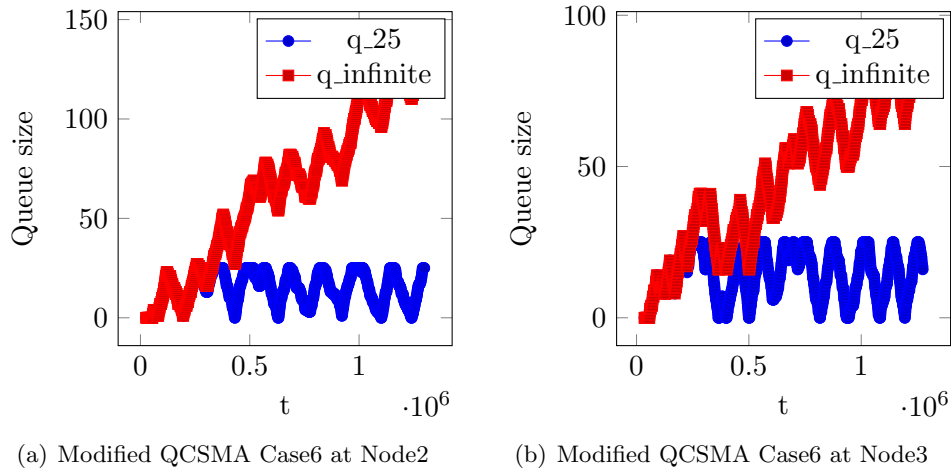 150
100
50
0
Queue size
q_25
q_infinite
0
0.5
1
t
·10^6
(a) Modified QCSMA Case6 at Node2
100
50
0
Queue size
q_25
q_infinite
0
0.5
1
t
·10^6
(b) Modified QCSMA Case6 at Node3